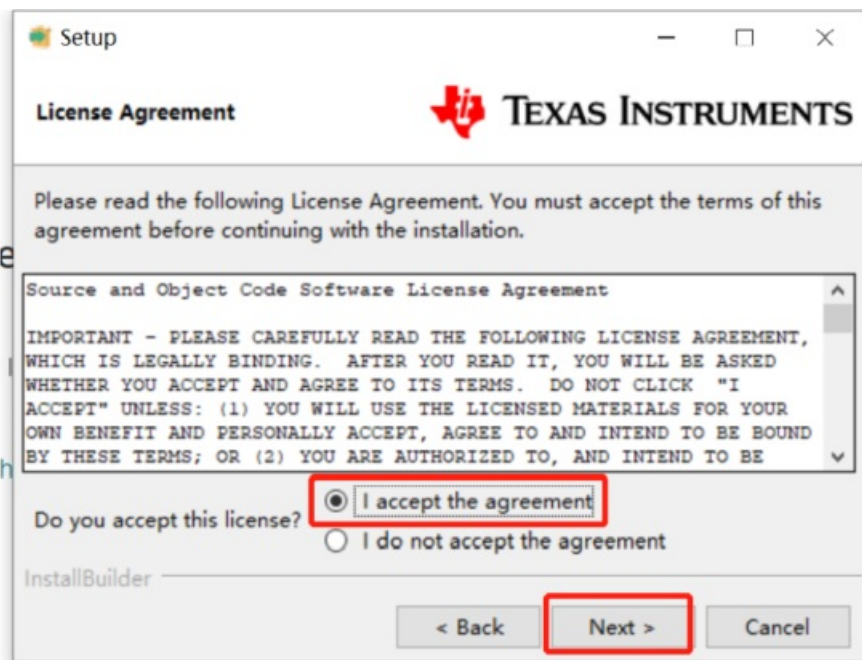 Setup
License Agreement
TEXAS INSTRUMENTS
Please read the following License Agreement. You must accept the terms of this
agreement before continuing with the installation.
Source and Object Code Software License Agreement
IMPORTANT - PLEASE CAREFULLY READ THE FOLLOWING LICENSE AGREEMENT,
WHICH IS LEGALLY BINDING.  AFTER YOU READ IT, YOU WILL BE ASKED
WHETHER YOU ACCEPT AND AGREE TO ITS TERMS.  DO NOT CLICK  "I
ACCEPT" UNLESS: (1) YOU WILL USE THE LICENSED MATERIALS FOR YOUR
OWN BENEFIT AND PERSONALLY ACCEPT, AGREE TO AND INTEND TO BE BOUND
BY THESE TERMS; OR (2) YOU ARE AUTHORIZED TO, AND INTEND TO BE
Do you accept this license?
I accept the agreement
I do not accept the agreement
InstallBuilder
< Back
Next >
Cancel